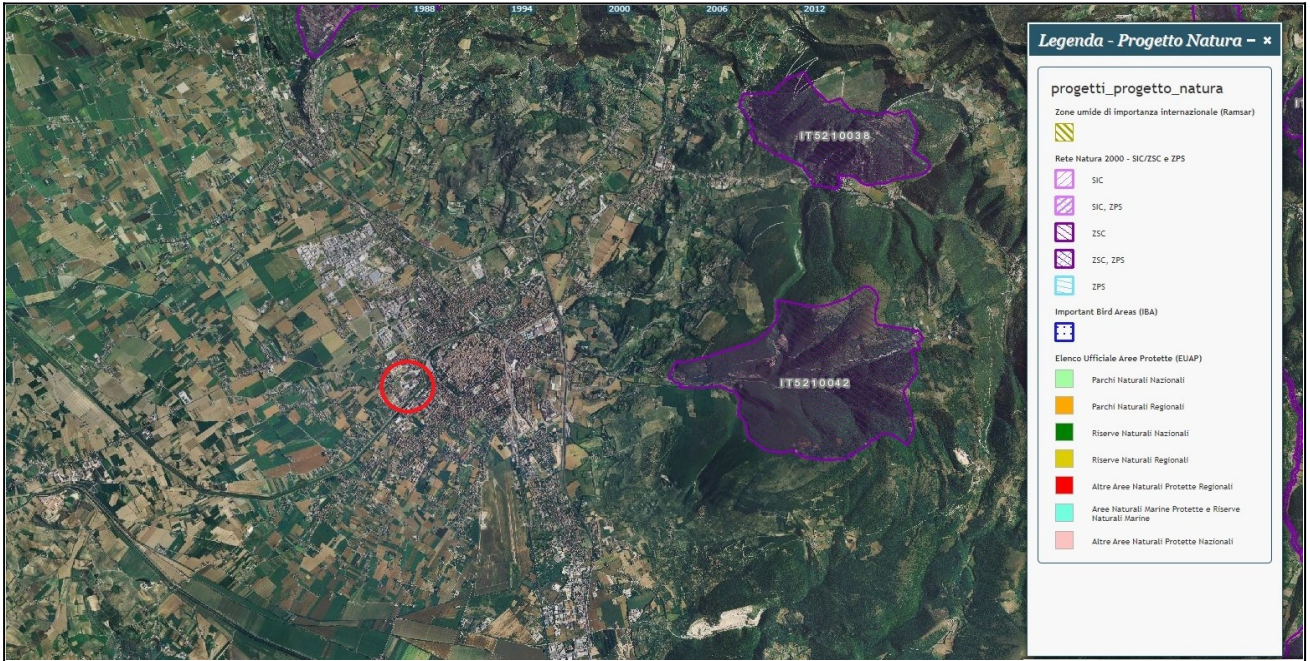 1988 1994 2000 2006 2012
Legenda - Progetto Natura – ×
progetti_progetto_natura
Zone umide di importanza internazionale (Ramsar)
Rete Natura 2000 - SIC/ZSC e ZPS
SIC
SIC, ZPS
ZSC
ZSC, ZPS
ZPS
Important Bird Areas (IBA)
Elenco Ufficiale Aree Protette (EUAP)
Parchi Naturali Nazionali
Parchi Naturali Regionali
Riserve Naturali Nazionali
Riserve Naturali Regionali
Altre Aree Naturali Protette Regionali
Aree Naturali Marine Protette e Riserve
Naturali Marine
Altre Aree Naturali Protette Nazionali
IT5210038
IT5210042